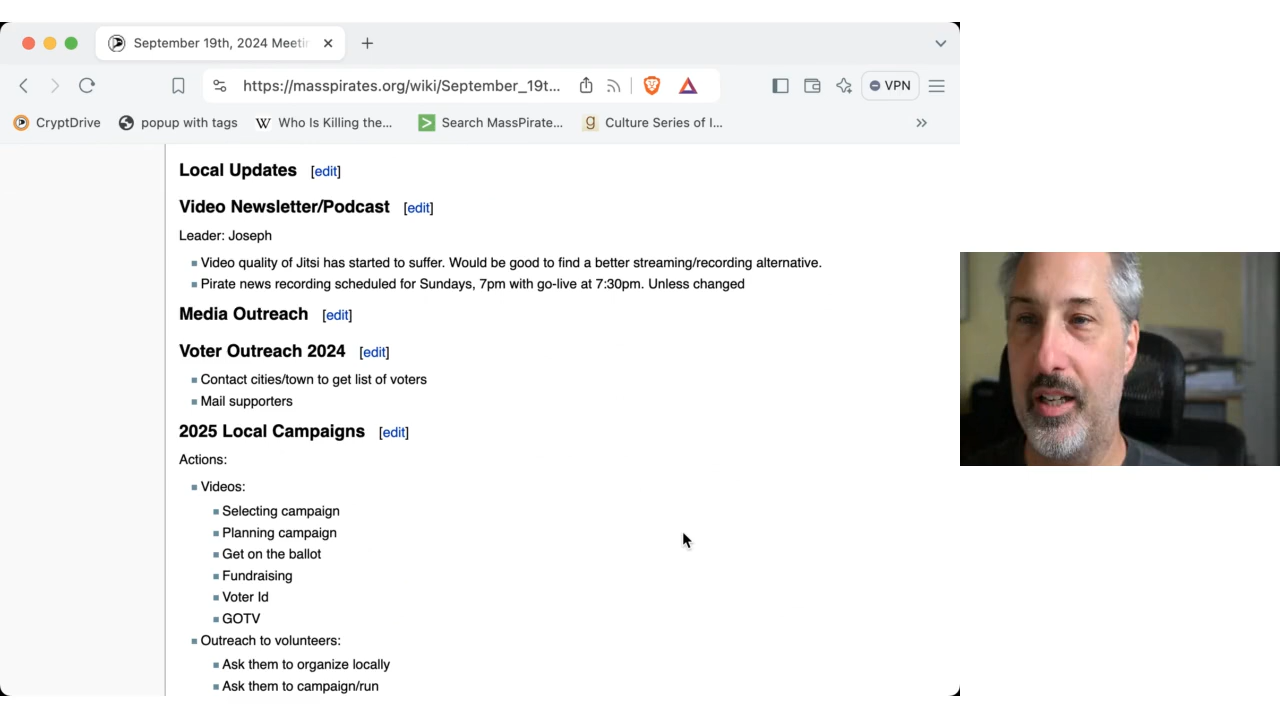 September 19th, 2024 Meeti
https://masspirates.org/wiki/September_19t...
VPN
CryptDrive
popup with tags
W
Who Is Killing the...
Search MassPirate...
g
Culture Series of I...
Local Updates [edit]
Video Newsletter/Podcast [edit]
Leader: Joseph
Video quality of Jitsi has started to suffer. Would be good to find a better streaming/recording alternative.
Pirate news recording scheduled for Sundays, 7pm with go-live at 7:30pm. Unless changed
Media Outreach [edit]
Voter Outreach 2024 [edit]
Contact cities/town to get list of voters
Mail supporters
2025 Local Campaigns [edit]
Actions:
Videos:
Selecting campaign
Planning campaign
Get on the ballot
Fundraising
Voter Id
GOTV
Outreach to volunteers:
Ask them to organize locally
Ask them to campaign/run